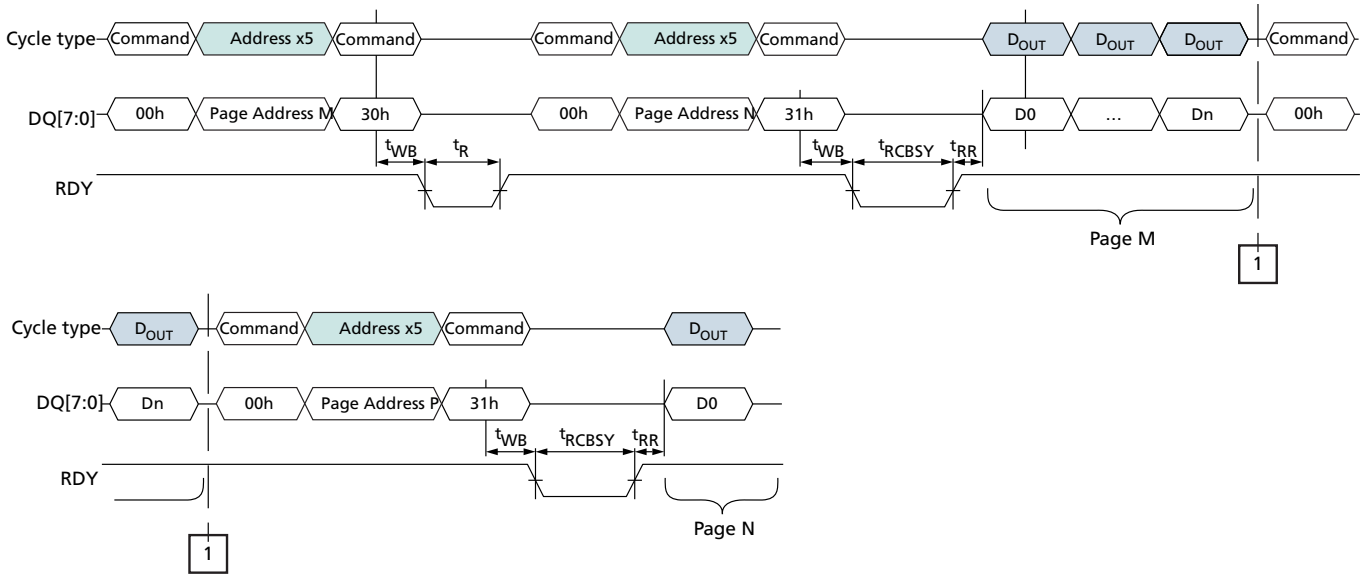 Cycle type Command Address x5 Command Command Address x5 Command DOUT DOUT DOUT Command
DQ[7:0] 00h Page Address M 30h 00h Page Address N 31h D0 ... Dn 00h
tWB tR tWB tRCBSY tRR
RDY
Page M
1
Cycle type DOUT Command Address x5 Command DOUT
DQ[7:0] Dn 00h Page Address P 31h D0
tWB tRCBSY tRR
RDY
Page N
1